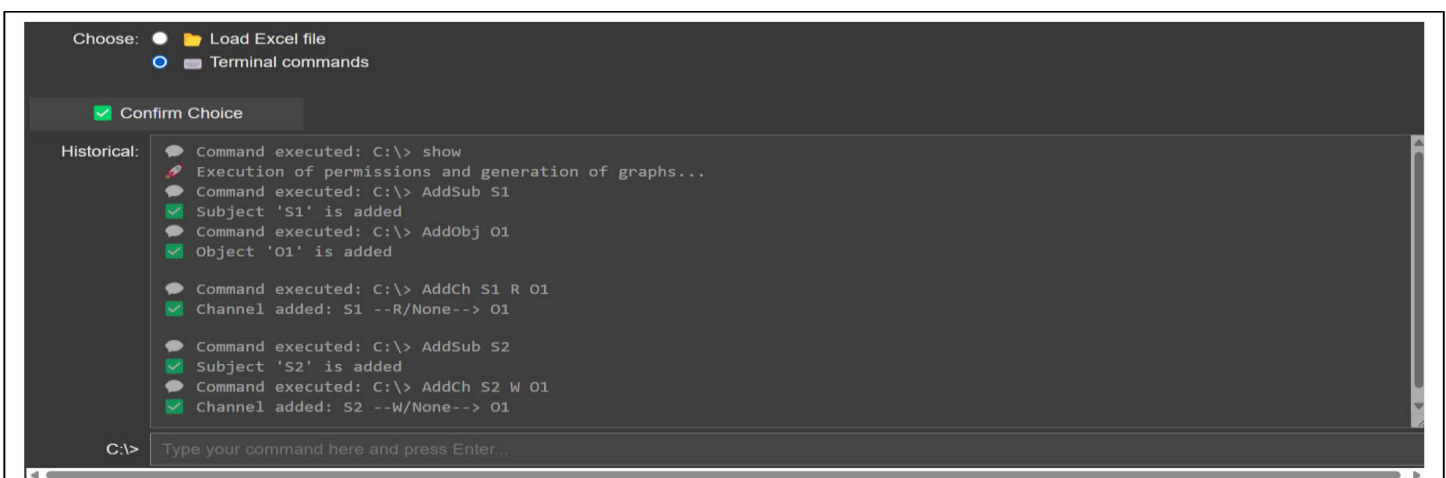 Choose: 📂 Load Excel file
⌨️ Terminal commands
✅ Confirm Choice
Historical:
💬 Command executed: C:\> show
🚀 Execution of permissions and generation of graphs...
💬 Command executed: C:\> AddSub S1
✅ Subject 'S1' is added
💬 Command executed: C:\> AddObj O1
✅ Object 'O1' is added
💬 Command executed: C:\> AddCh S1 R O1
✅ Channel added: S1 --R/None--> O1
💬 Command executed: C:\> AddSub S2
✅ Subject 'S2' is added
💬 Command executed: C:\> AddCh S2 W O1
✅ Channel added: S2 --W/None--> O1
C:\> Type your command here and press Enter...